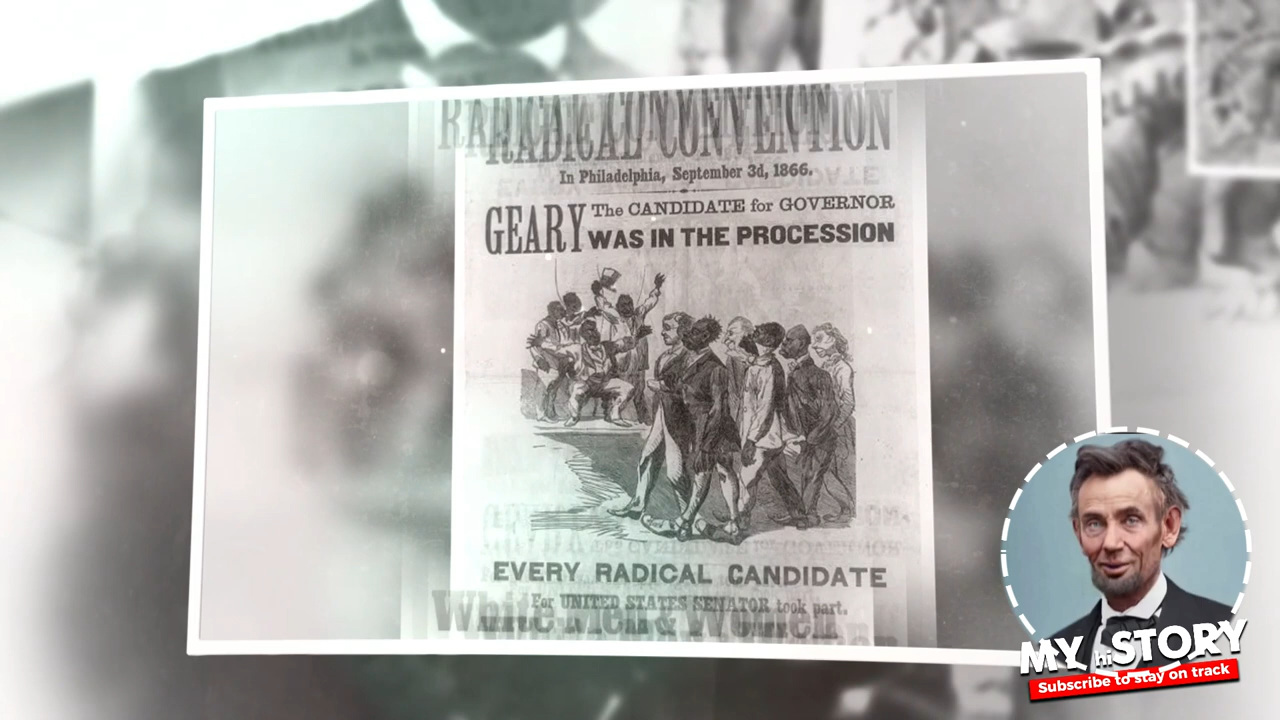 RADICAL CONVENTION
In Philadelphia, September 3d, 1866.
GEARY The CANDIDATE for GOVERNOR
WAS IN THE PROCESSION
EVERY RADICAL CANDIDATE
For UNITED STATES SENATOR took part.
White Men & Women
MY hiSTORY
Subscribe to stay on track